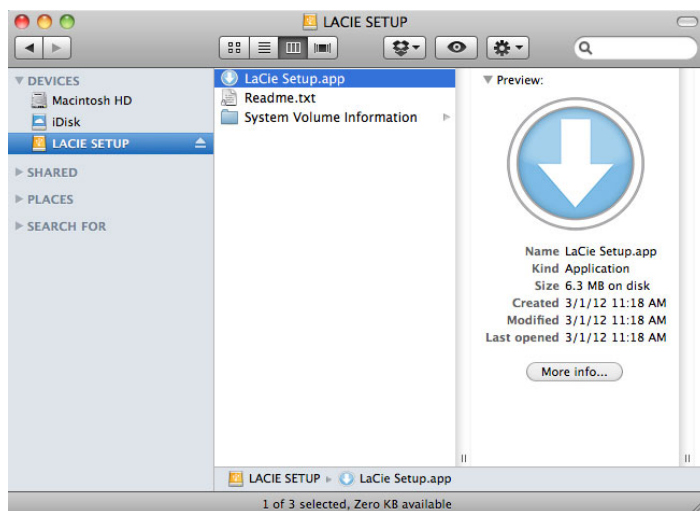 LACIE SETUP
DEVICES
Macintosh HD
iDisk
LACIE SETUP
SHARED
PLACES
SEARCH FOR
LaCie Setup.app
Readme.txt
System Volume Information
Preview:
Name LaCie Setup.app
Kind Application
Size 6.3 MB on disk
Created 3/1/12 11:18 AM
Modified 3/1/12 11:18 AM
Last opened 3/1/12 11:18 AM
More info...
LACIE SETUP ▸ LaCie Setup.app
1 of 3 selected, Zero KB available